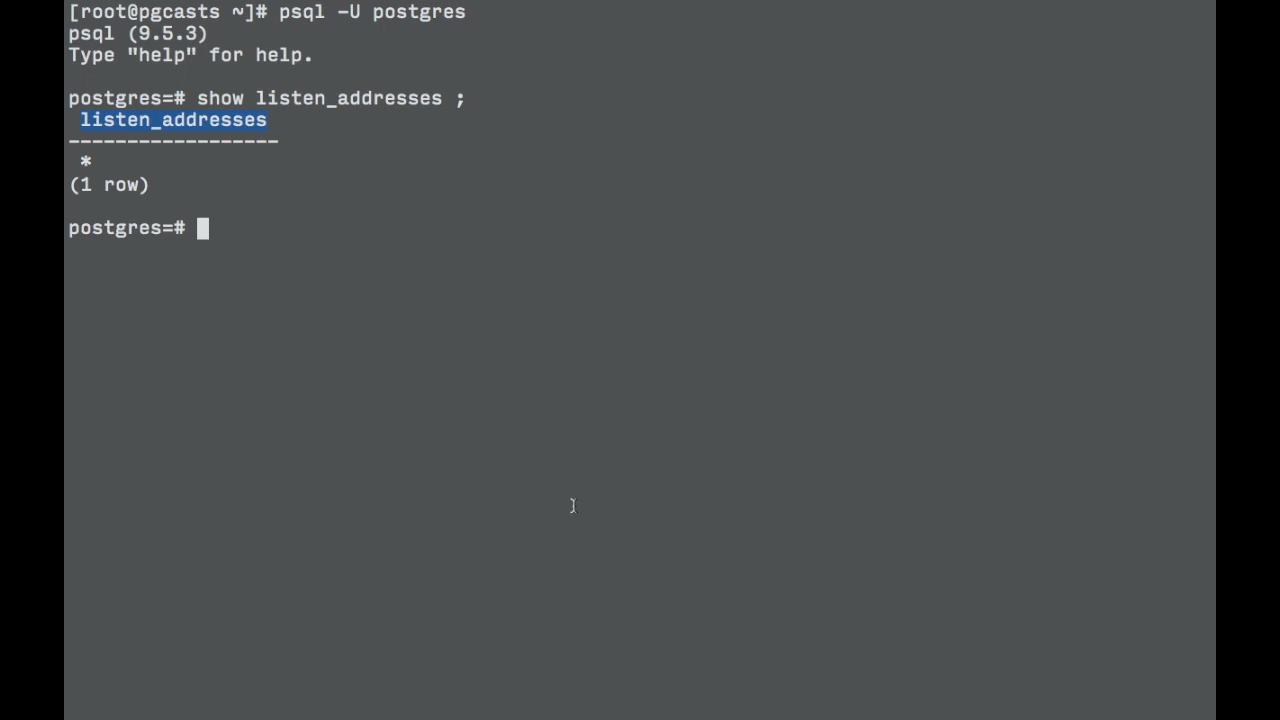 [root@pgcasts ~]# psql -U postgres
psql (9.5.3)
Type "help" for help.
postgres=# show listen_addresses ;
listen_addresses
------------------
*
(1 row)
postgres=#